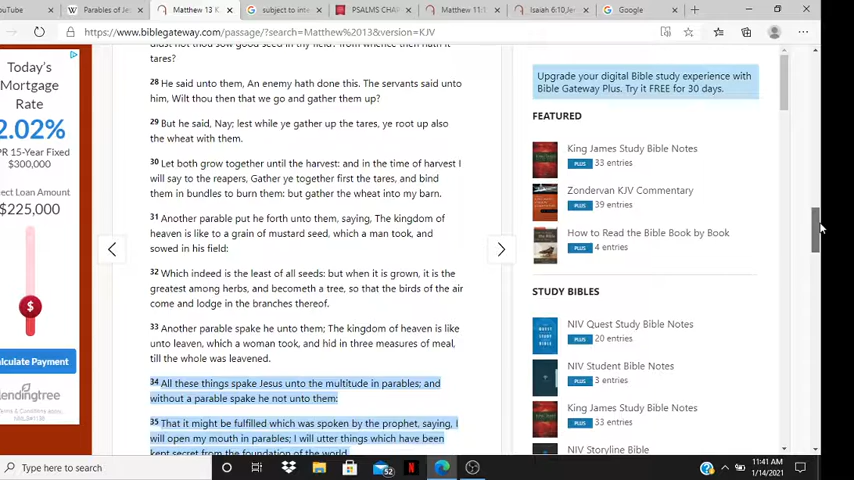 YouTube
Parables of Jes
Matthew 13 K
subject to inte
PSALMS CHA
Matthew 11:1
Isaiah 6:10,Je
Google
https://www.biblegateway.com/passage/?search=Matthew%2013&version=KJV
didst not thou sow good seed in thy field? from whence then hath it
tares?
28 He said unto them, An enemy hath done this. The servants said unto
him, Wilt thou then that we go and gather them up?
29 But he said, Nay; lest while ye gather up the tares, ye root up also
the wheat with them.
30 Let both grow together until the harvest: and in the time of harvest I
will say to the reapers, Gather ye together first the tares, and bind
them in bundles to burn them: but gather the wheat into my barn.
31 Another parable put he forth unto them, saying, The kingdom of
heaven is like to a grain of mustard seed, which a man took, and
sowed in his field:
32 Which indeed is the least of all seeds: but when it is grown, it is the
greatest among herbs, and becometh a tree, so that the birds of the air
come and lodge in the branches thereof.
33 Another parable spake he unto them; The kingdom of heaven is like
unto leaven, which a woman took, and hid in three measures of meal,
till the whole was leavened.
34 All these things spake Jesus unto the multitude in parables; and
without a parable spake he not unto them:
35 That it might be fulfilled which was spoken by the prophet, saying, I
will open my mouth in parables; I will utter things which have been
kept secret from the foundation of the world.
Today's
Mortgage
Rate
2.02%
PR 15-Year Fixed
$300,000
lect Loan Amount
$225,000
$
alculate Payment
lendingtree
Upgrade your digital Bible study experience with
Bible Gateway Plus. Try it FREE for 30 days.
FEATURED
King James Study Bible Notes
PLUS 33 entries
Zondervan KJV Commentary
PLUS 39 entries
How to Read the Bible Book by Book
PLUS 4 entries
STUDY BIBLES
NIV Quest Study Bible Notes
PLUS 20 entries
NIV Student Bible Notes
PLUS 3 entries
King James Study Bible Notes
PLUS 33 entries
NIV Storyline Bible
Type here to search
52
11:41 AM
1/14/2021